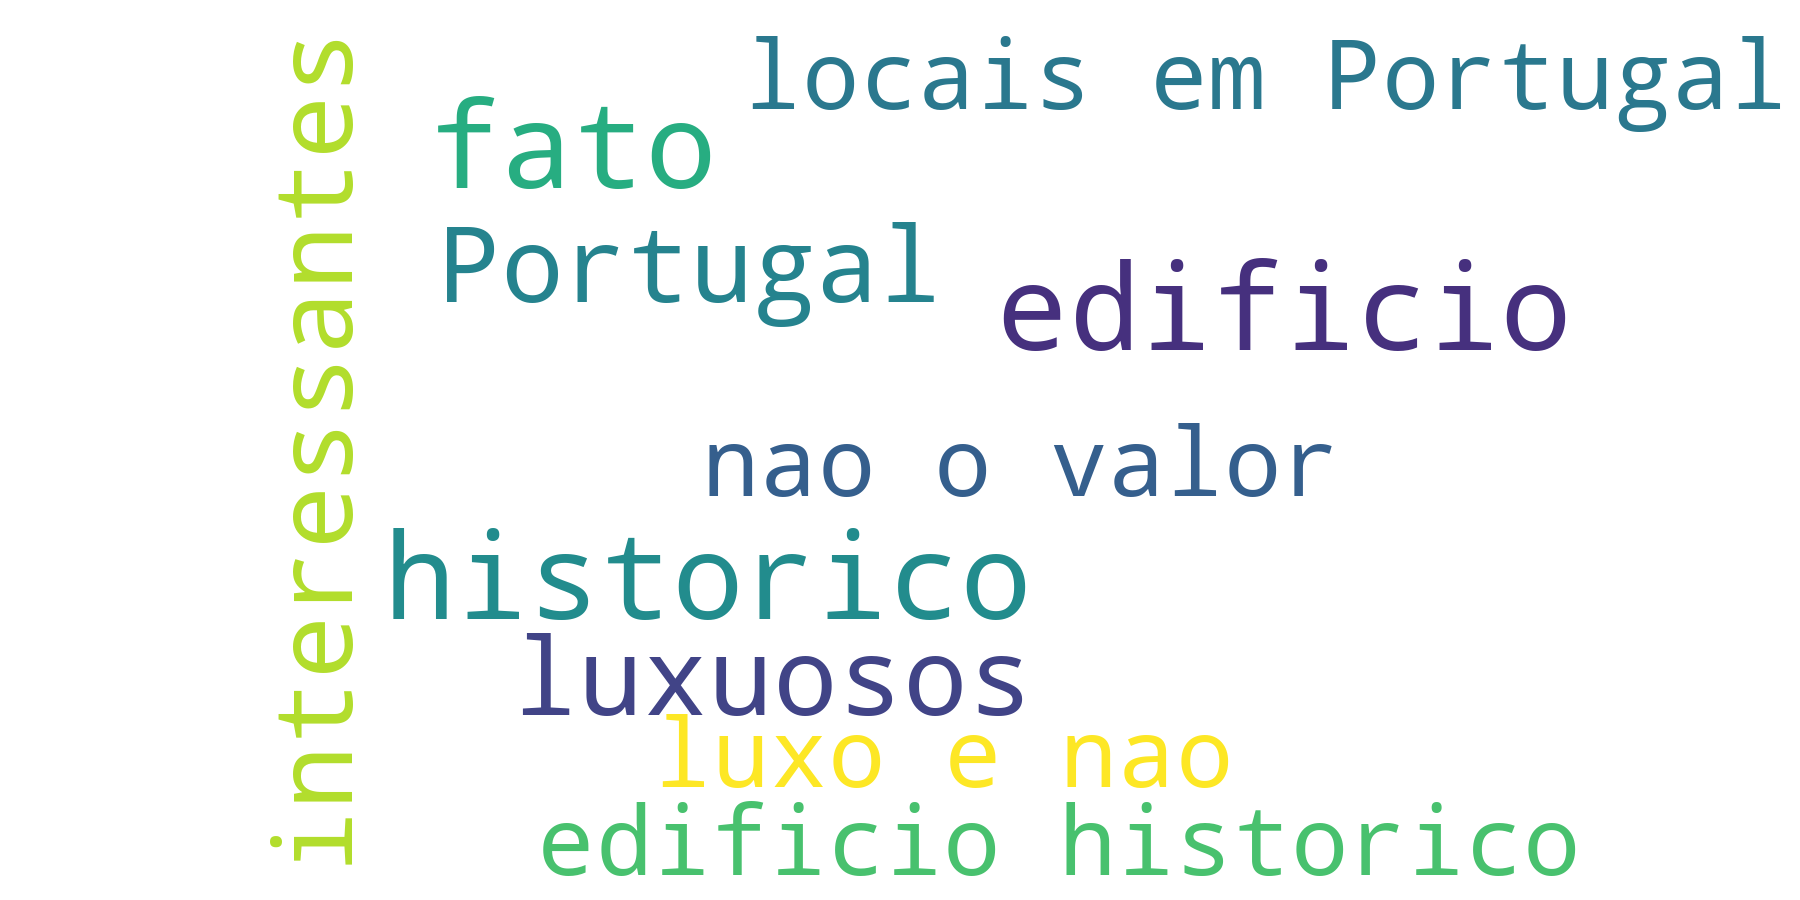 interessantes
locais em Portugal
fato
Portugal
edificio
nao o valor
historico
luxuosos
luxo e nao
edificio historico